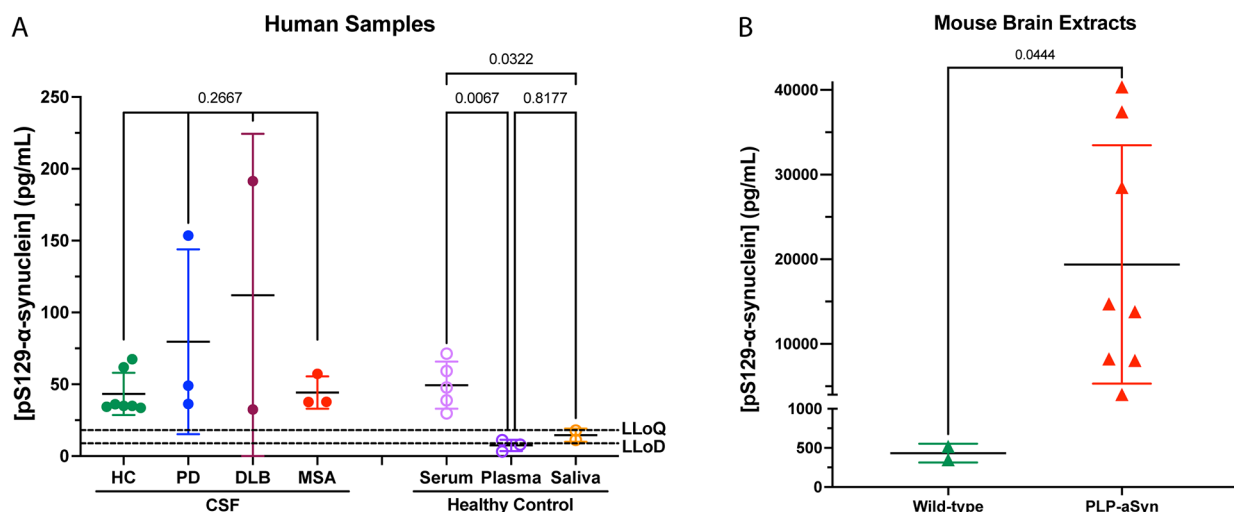 A
Human Samples
0.0322
0.2667
0.0067
0.8177
[pS129-α-synuclein] (pg/mL)
250
200
150
100
50
0
LLoQ
LLoD
HC PD DLB MSA
Serum Plasma Saliva
CSF
Healthy Control
B
Mouse Brain Extracts
0.0444
[pS129-α-synuclein] (pg/mL)
40000
30000
20000
10000
1000
500
0
Wild-type PLP-aSyn